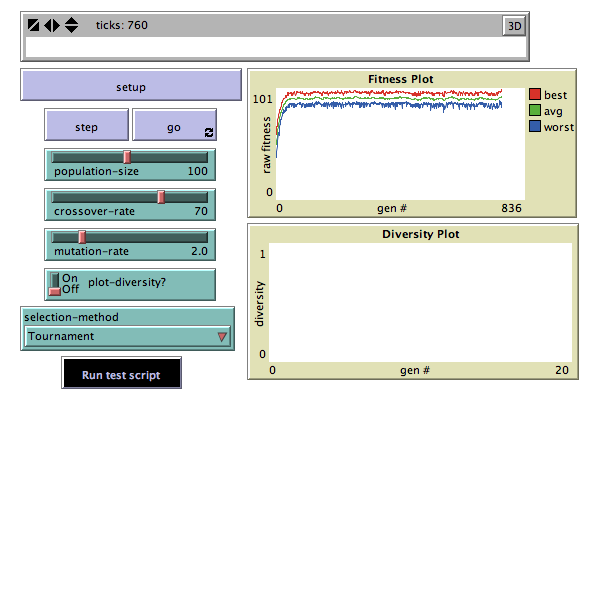 ticks: 760
3D
setup
step
go
population-size 100
crossover-rate 70
mutation-rate 2.0
On
Off
plot-diversity?
selection-method
Tournament
Run test script
Fitness Plot
101
raw fitness
0
0
gen #
836
best
avg
worst
Diversity Plot
1
diversity
0
0
gen #
20